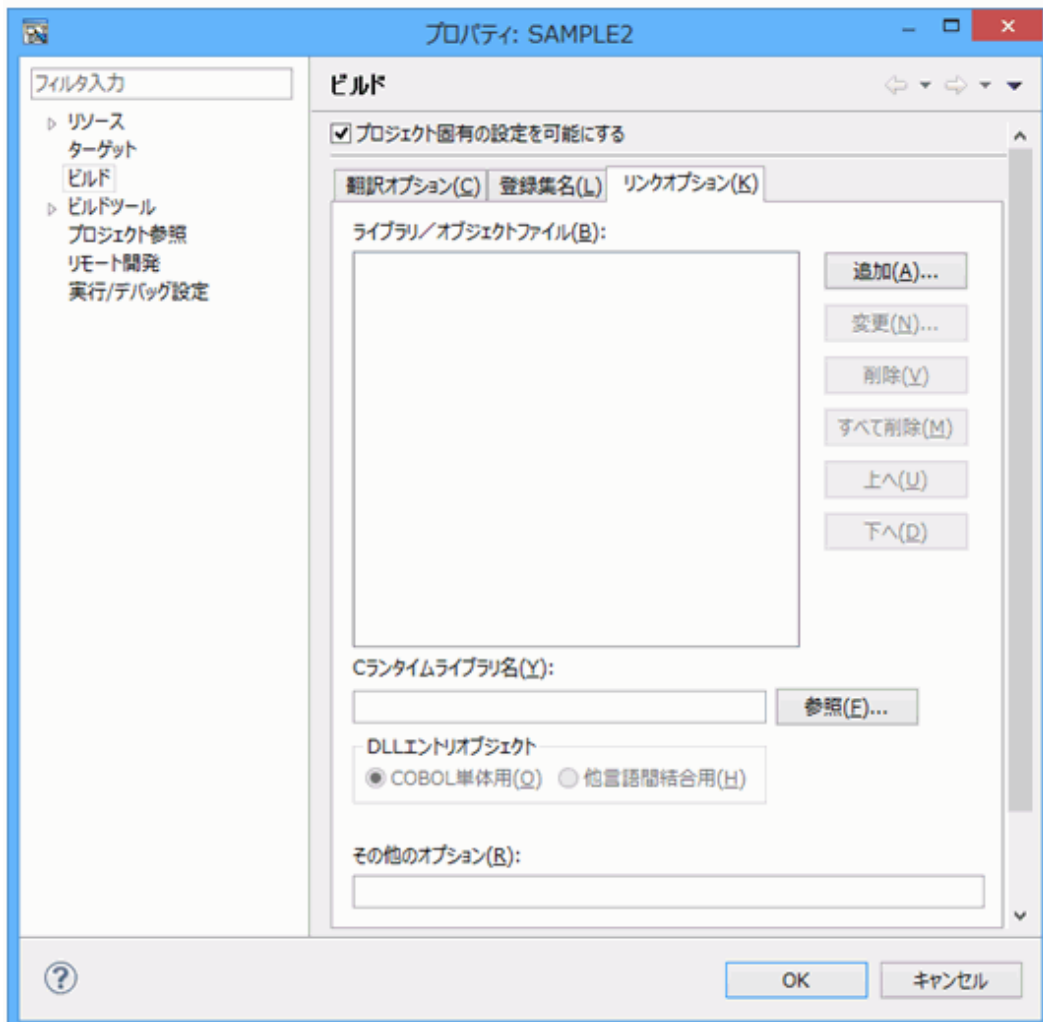 プロパティ: SAMPLE2
フィルタ入力
リソース
ターゲット
ビルド
ビルドツール
プロジェクト参照
リモート開発
実行/デバッグ設定
ビルド
プロジェクト固有の設定を可能にする
翻訳オプション(C) 登録集名(L) リンクオプション(K)
ライブラリ／オブジェクトファイル(B):
追加(A)...
変更(N)...
削除(V)
すべて削除(M)
上へ(U)
下へ(D)
Cランタイムライブラリ名(Y):
参照(F)...
DLLエントリオブジェクト
COBOL単体用(O) 他言語間結合用(H)
その他のオプション(R):
OK キャンセル